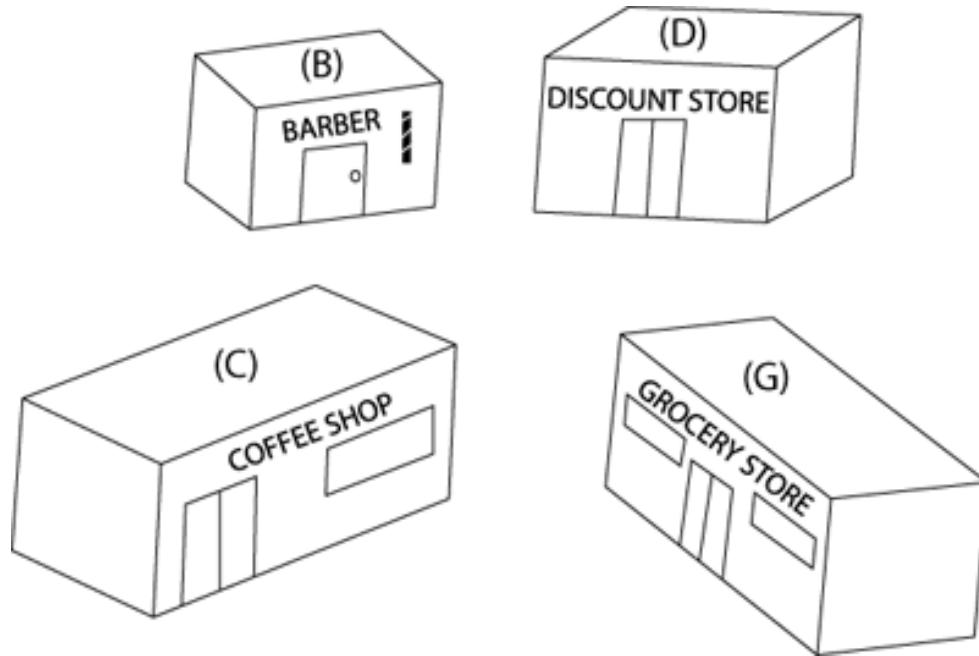 (B)
BARBER
(D)
DISCOUNT STORE
(C)
COFFEE SHOP
(G)
GROCERY STORE